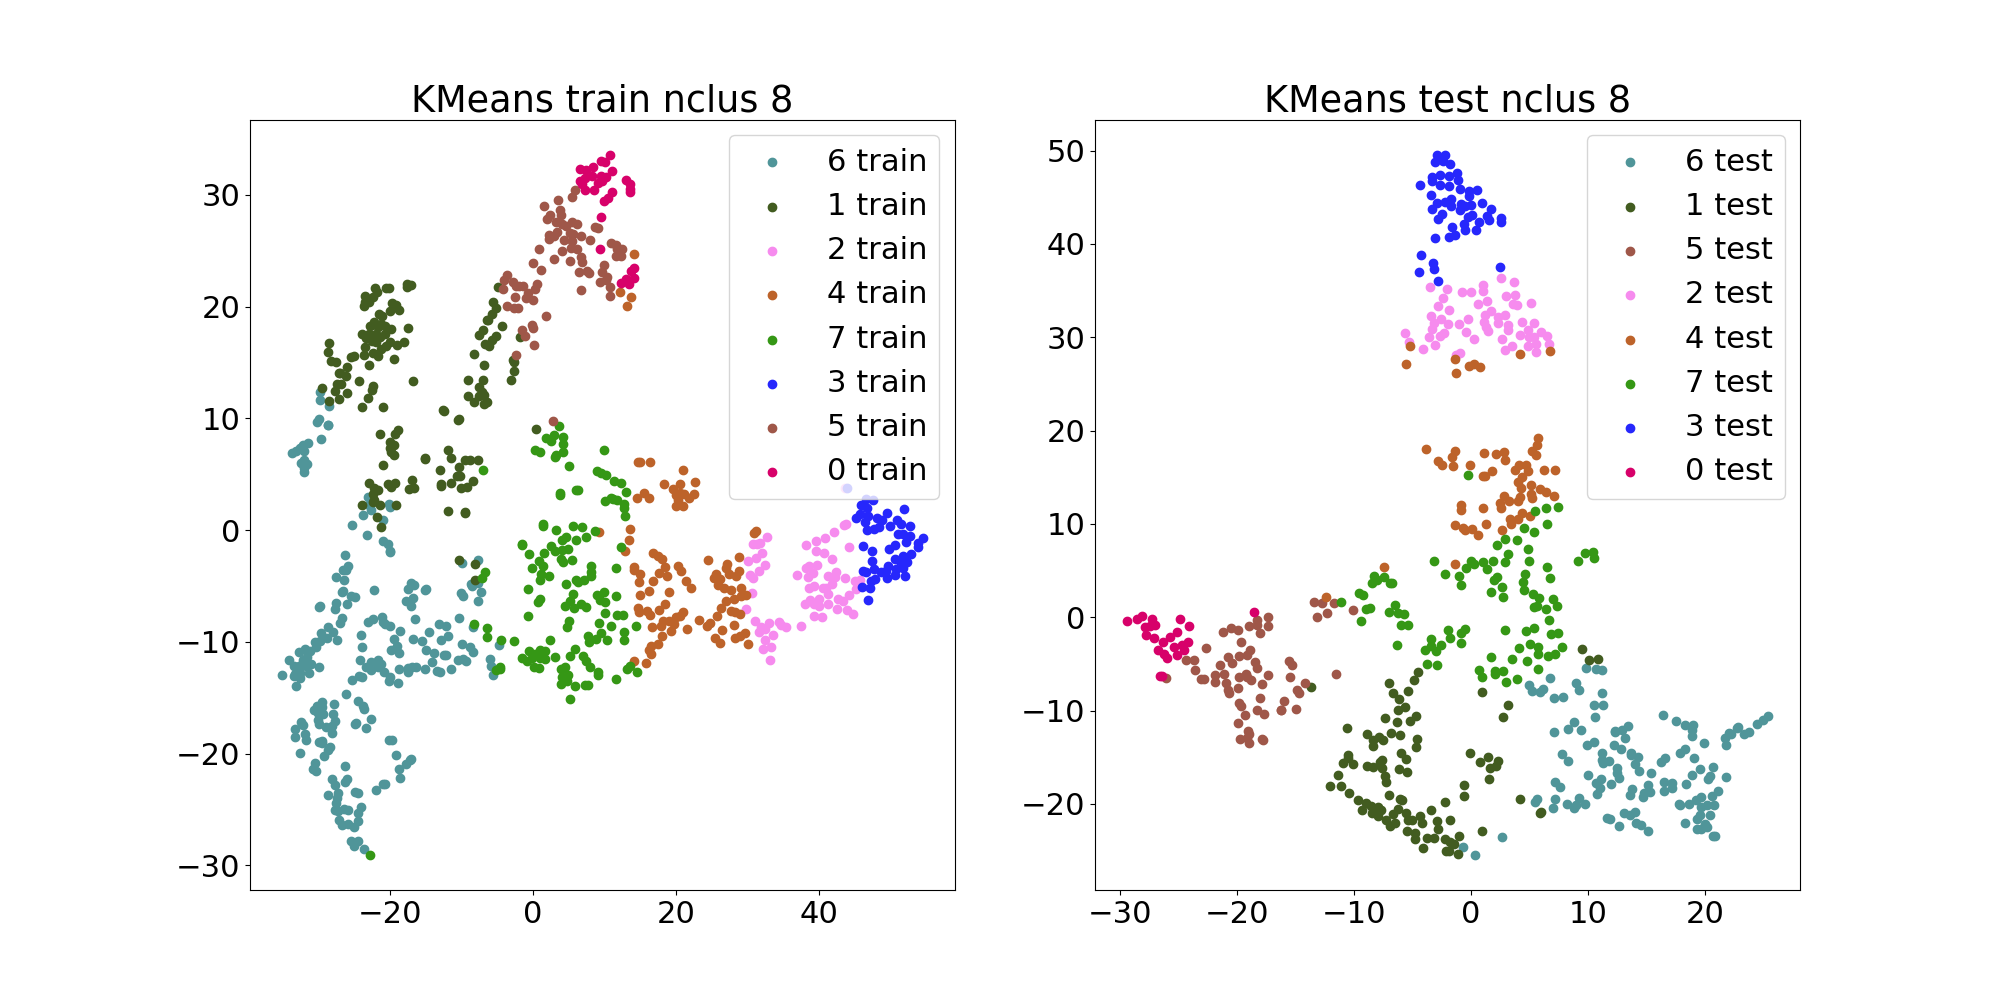 KMeans train nclus 8
30
20
10
0
−10
−20
−30
−20
0
20
40
6 train
1 train
2 train
4 train
7 train
3 train
5 train
0 train
KMeans test nclus 8
50
40
30
20
10
0
−10
−20
−30
−20
−10
0
10
20
6 test
1 test
5 test
2 test
4 test
7 test
3 test
0 test